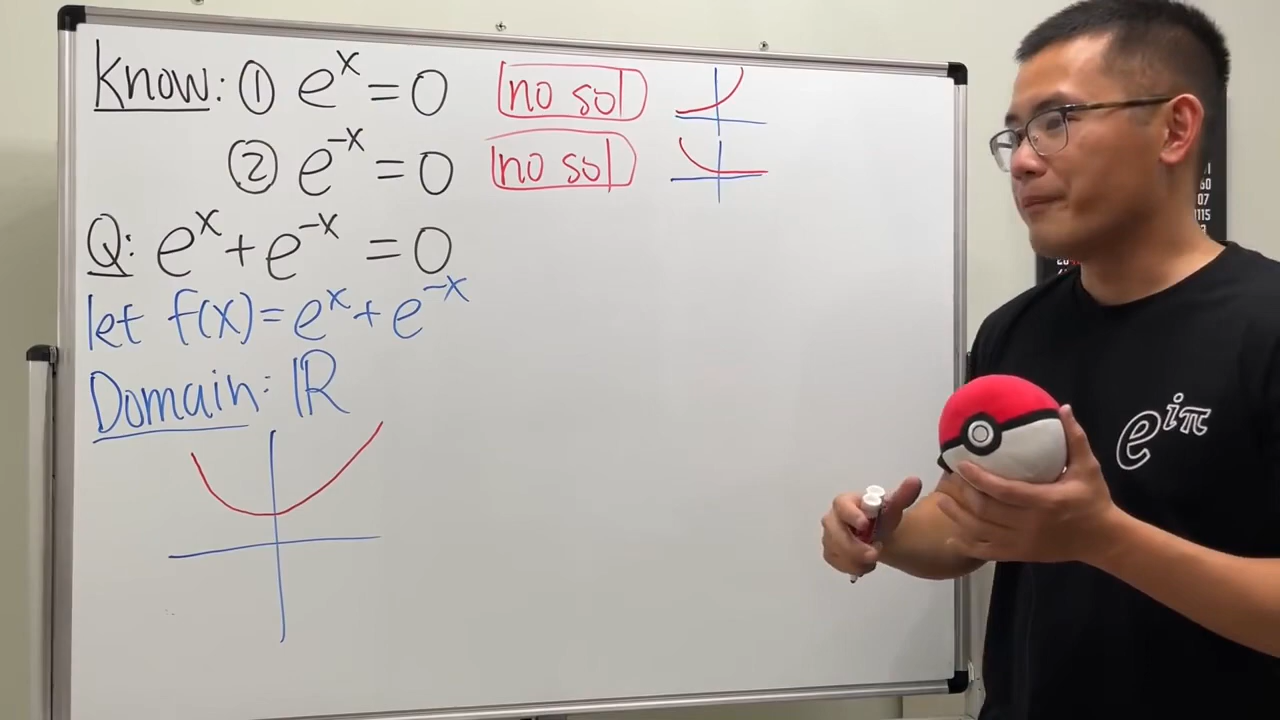 Know: ① e^x = 0 no sol
② e^-x = 0 no sol
Q: e^x + e^-x = 0
let f(x) = e^x + e^-x
Domain: ℝ
e^iπ